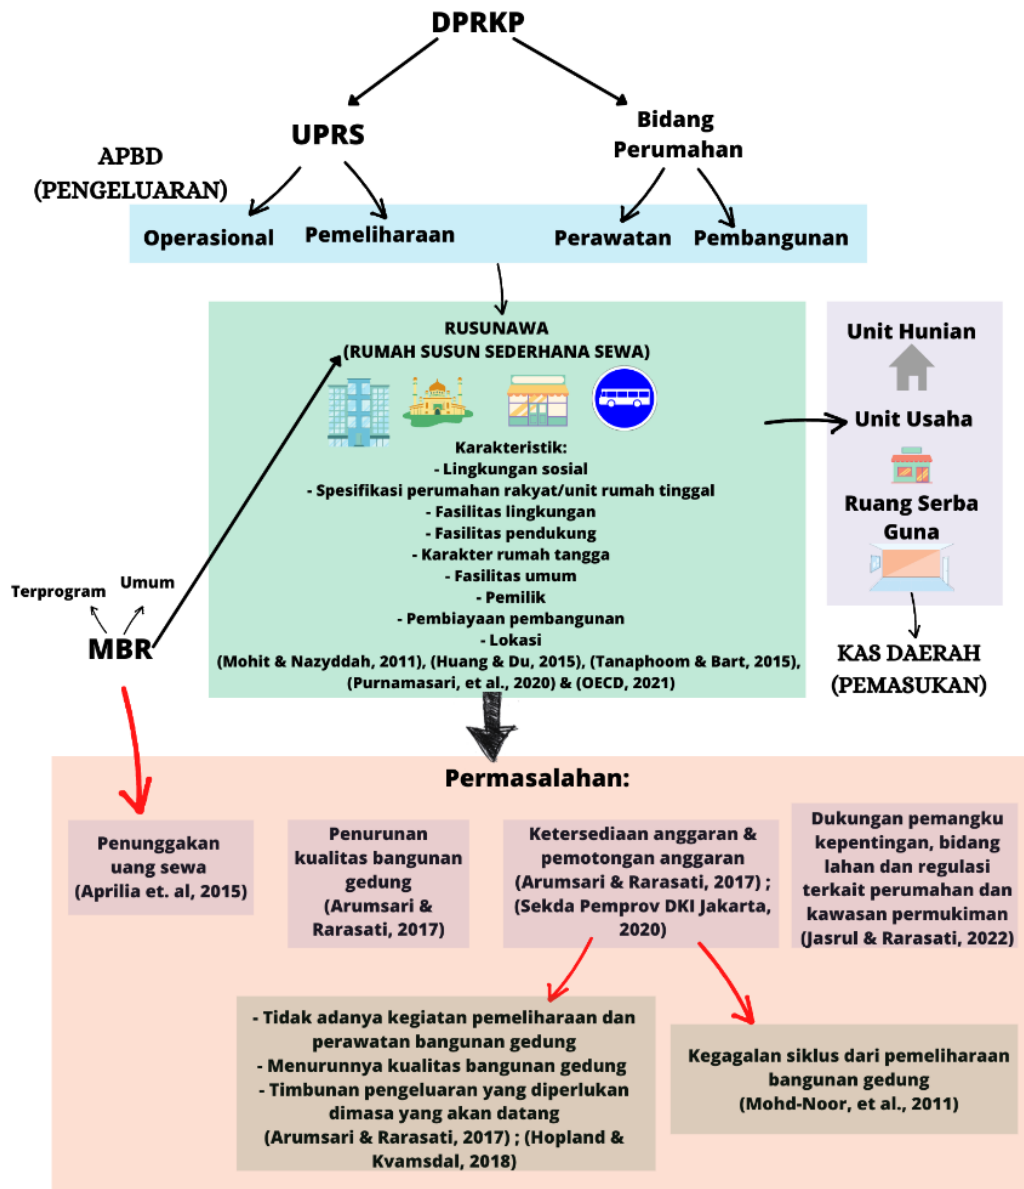 DPRKP
UPRS
Bidang
Perumahan
APBD
(PENGELUARAN)
Operasional
Pemeliharaan
Perawatan
Pembangunan
RUSUNAWA
(RUMAH SUSUN SEDERHANA SEWA)
Karakteristik:
- Lingkungan sosial
- Spesifikasi perumahan rakyat/unit rumah tinggal
- Fasilitas lingkungan
- Fasilitas pendukung
- Karakter rumah tangga
- Fasilitas umum
- Pemilik
- Pembiayaan pembangunan
- Lokasi
(Mohit & Nazyddah, 2011), (Huang & Du, 2015), (Tanaphoom & Bart, 2015),
(Purnamasari, et al., 2020) & (OECD, 2021)
Unit Hunian
Unit Usaha
Ruang Serba
Guna
KAS DAERAH
(PEMASUKAN)
Terprogram
Umum
MBR
Permasalahan:
Penunggakan
uang sewa
(Aprilia et. al, 2015)
Penurunan
kualitas bangunan
gedung
(Arumsari &
Rarasati, 2017)
Ketersediaan anggaran &
pemotongan anggaran
(Arumsari & Rarasati, 2017) ;
(Sekda Pemprov DKI Jakarta,
2020)
Dukungan pemangku
kepentingan, bidang
lahan dan regulasi
terkait perumahan dan
kawasan permukiman
(Jasrul & Rarasati, 2022)
- Tidak adanya kegiatan pemeliharaan dan
perawatan bangunan gedung
- Menurunnya kualitas bangunan gedung
- Timbunan pengeluaran yang diperlukan
dimasa yang akan datang
(Arumsari & Rarasati, 2017) ; (Hopland &
Kvamsdal, 2018)
Kegagalan siklus dari pemeliharaan
bangunan gedung
(Mohd-Noor, et al., 2011)